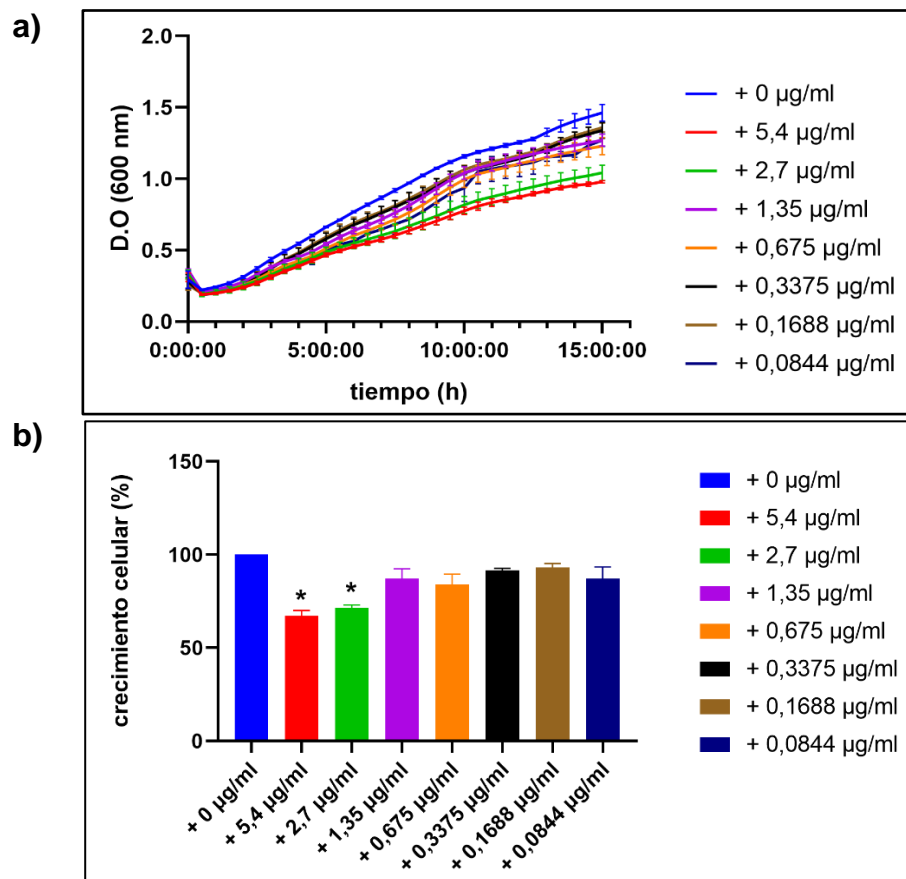 a)
2.0
1.5
1.0
0.5
0.0
D.O (600 nm)
0:00:00 5:00:00 10:00:00 15:00:00
tiempo (h)
+ 0 µg/ml
+ 5,4 µg/ml
+ 2,7 µg/ml
+ 1,35 µg/ml
+ 0,675 µg/ml
+ 0,3375 µg/ml
+ 0,1688 µg/ml
+ 0,0844 µg/ml
b)
150
100
50
0
crecimiento celular (%)
* *
+ 0 µg/ml
+ 5,4 µg/ml
+ 2,7 µg/ml
+ 1,35 µg/ml
+ 0,675 µg/ml
+ 0,3375 µg/ml
+ 0,1688 µg/ml
+ 0,0844 µg/ml
+ 0 µg/ml
+ 5,4 µg/ml
+ 2,7 µg/ml
+ 1,35 µg/ml
+ 0,675 µg/ml
+ 0,3375 µg/ml
+ 0,1688 µg/ml
+ 0,0844 µg/ml